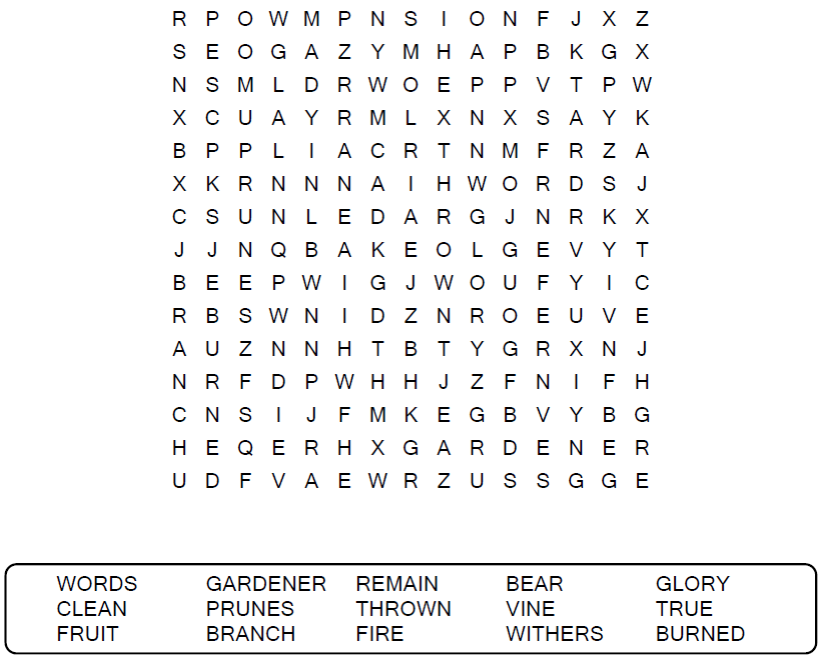 R P O W M P N S I O N F J X Z
S E O G A Z Y M H A P B K G X
N S M L D R W O E P P V T P W
X C U A Y R M L X N X S A Y K
B P P L I A C R T N M F R Z A
X K R N N N A I H W O R D S J
C S U N L E D A R G J N R K X
J J N Q B A K E O L G E V Y T
B E E P W I G J W O U F Y I C
R B S W N I D Z N R O E U V E
A U Z N N H T B T Y G R X N J
N R F D P W H H J Z F N I F H
C N S I J F M K E G B V Y B G
H E Q E R H X G A R D E N E R
U D F V A E W R Z U S S G G E
WORDS GARDENER REMAIN BEAR GLORY
CLEAN PRUNES THROWN VINE TRUE
FRUIT BRANCH FIRE WITHERS BURNED